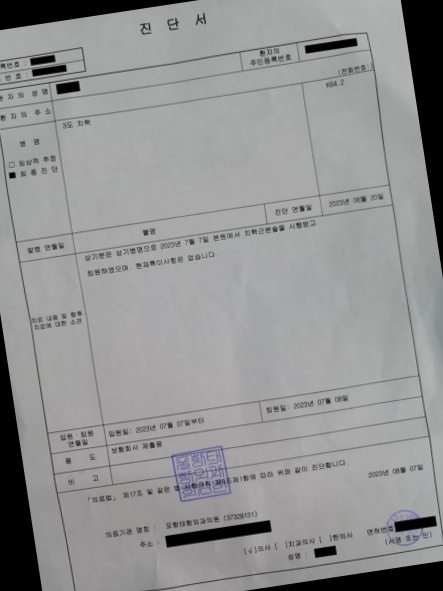 진 단 서
등록번호 :
번 호 :
환자의
주민등록번호
환자의 성명
환자의 주소
(전화번호:)
병 명
□ 임상적 추정
■ 최종 진단
3도 치핵
K64.2
발병 연월일
불명
진단 연월일
2023년 06월 20일
치료 내용 및 향후
치료에 대한 소견
상기분은 상기병명으로 2023년 7월 7일 본원에서 치핵근본술을 시행받고
퇴원하였으며, 현재특이사항은 없습니다.
입원·퇴원
연월일
입원일: 2023년 07월 07일부터
퇴원일: 2023년 07월 08일
용 도
보험회사 제출용
비 고
「의료법」 제17조 및 같은 법 시행규칙 제9조제1항에 따라 위와 같이 진단합니다.
2023년 08월 07일
의료기관 명칭 : 포항태항외과의원 (37328131)
주소 :
[√]의사 [ ]치과의사 [ ]한의사
면허번호
성명 :
(서명 또는 인)